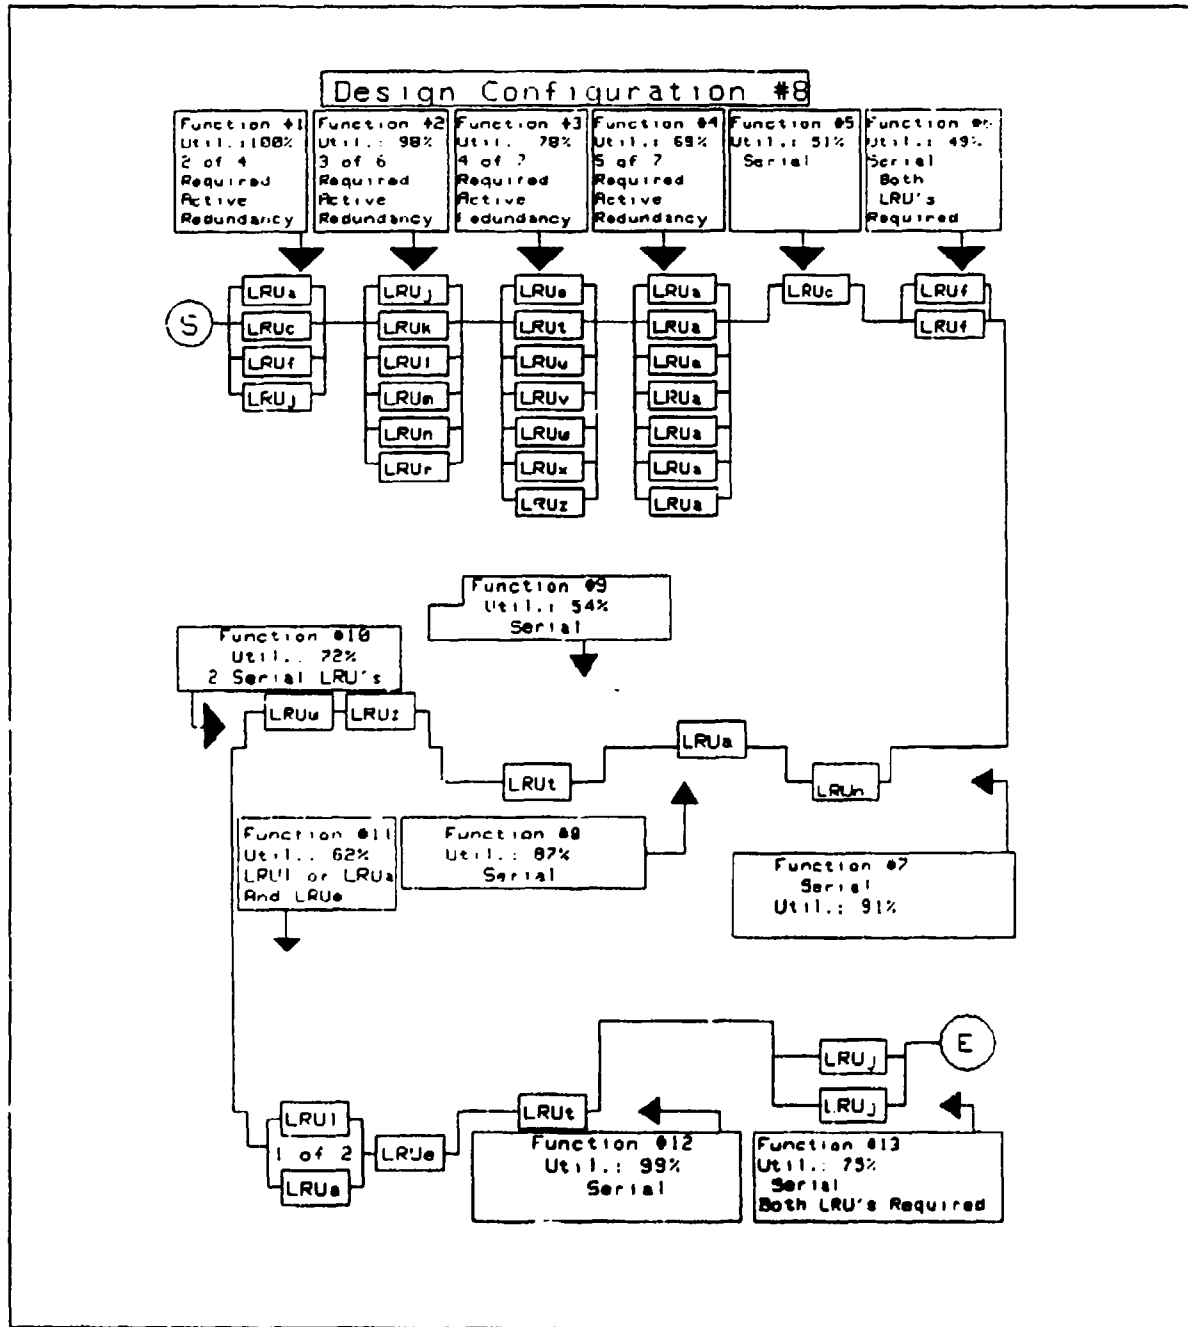 Design Configuration #8
Function #1
Util.:100%
2 of 4
Required
Active
Redundancy
Function #2
Util.: 98%
3 of 6
Required
Active
Redundancy
Function #3
Util. 78%
4 of 7
Required
Active
Redundancy
Function #4
Util.: 69%
5 of 7
Required
Active
Redundancy
Function #5
Util.: 51%
Serial
Function #6
Util.: 49%
Serial
Both
LRU's
Required
S
LRUa
LRUc
LRUf
LRUj
LRUj
LRUk
LRUl
LRUm
LRUn
LRUr
LRUs
LRUt
LRUu
LRUv
LRUw
LRUx
LRUz
LRUa
LRUa
LRUa
LRUa
LRUa
LRUa
LRUa
LRUc
LRUf
LRUf
Function #9
Util.: 54%
Serial
Function #10
Util.: 72%
2 Serial LRU's
LRUw
LRUz
LRUt
LRUa
LRUn
Function #11
Util.. 62%
LRUl or LRUa
And LRUe
Function #8
Util.: 87%
Serial
Function #7
Serial
Util.: 91%
LRUl
1 of 2
LRUa
LRUe
LRUt
LRUj
LRUj
E
Function #12
Util.: 99%
Serial
Function #13
Util.: 75%
Serial
Both LRU's Required